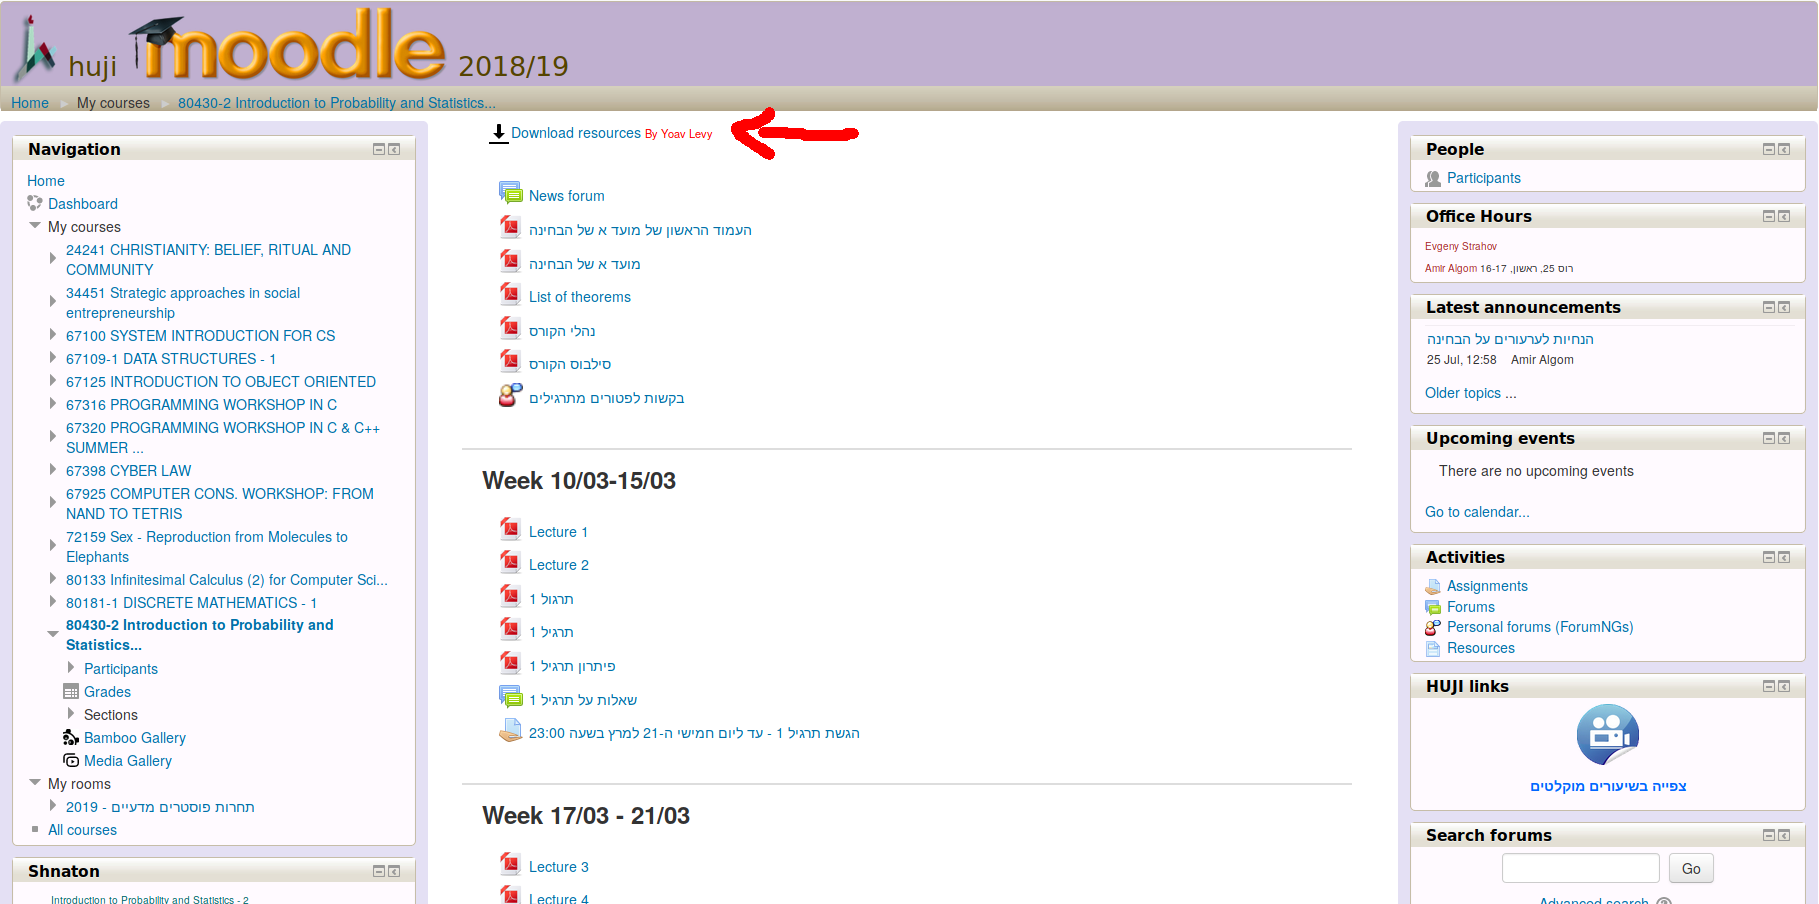 huji moodle 2018/19
Home My courses 80430-2 Introduction to Probability and Statistics...
Navigation
Home
Dashboard
My courses
24241 CHRISTIANITY: BELIEF, RITUAL AND
COMMUNITY
34451 Strategic approaches in social
entrepreneurship
67100 SYSTEM INTRODUCTION FOR CS
67109-1 DATA STRUCTURES - 1
67125 INTRODUCTION TO OBJECT ORIENTED
67316 PROGRAMMING WORKSHOP IN C
67320 PROGRAMMING WORKSHOP IN C & C++
SUMMER ...
67398 CYBER LAW
67925 COMPUTER CONS. WORKSHOP: FROM
NAND TO TETRIS
72159 Sex - Reproduction from Molecules to
Elephants
80133 Infinitesimal Calculus (2) for Computer Sci...
80181-1 DISCRETE MATHEMATICS - 1
80430-2 Introduction to Probability and
Statistics...
Participants
Grades
Sections
Bamboo Gallery
Media Gallery
My rooms
תחרות פוסטרים מדעיים - 2019
All courses
Shnaton
Introduction to Probability and Statistics - 2
Download resources By Yoav Levy
News forum
העמוד הראשון של מועד א של הבחינה
מועד א של הבחינה
List of theorems
נהלי הקורס
סילבוס הקורס
בקשות לפטורים מתרגילים
Week 10/03-15/03
Lecture 1
Lecture 2
תרגול 1
תרגיל 1
פיתרון תרגיל 1
שאלות על תרגיל 1
הגשת תרגיל 1 - עד ליום חמישי ה-21 למרץ בשעה 23:00
Week 17/03 - 21/03
Lecture 3
Lecture 4
People
Participants
Office Hours
Evgeny Strahov
Amir Algom רוס 25, ראשון, 16-17
Latest announcements
הנחיות לערעורים על הבחינה
25 Jul, 12:58 Amir Algom
Older topics ...
Upcoming events
There are no upcoming events
Go to calendar...
Activities
Assignments
Forums
Personal forums (ForumNGs)
Resources
HUJI links
צפייה בשיעורים מוקלטים
Search forums
Go
Advanced search